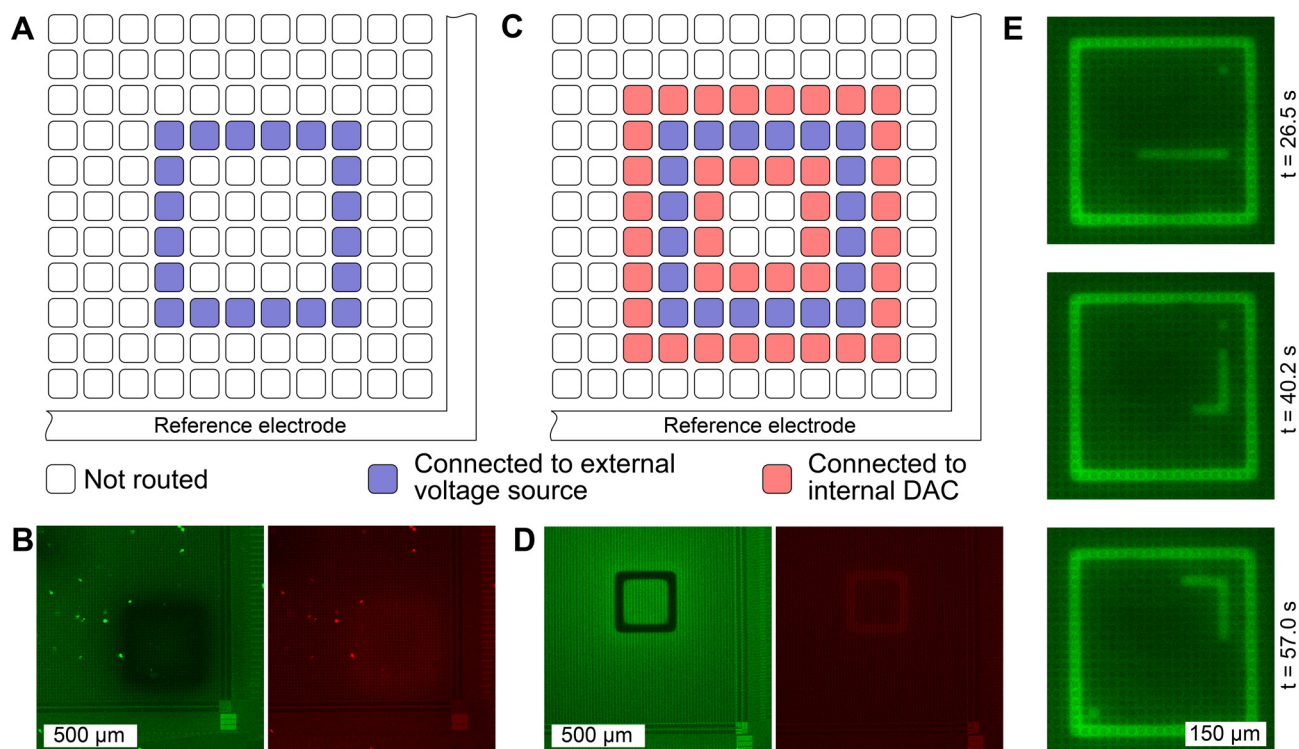 A
C
E
Reference electrode
Reference electrode
Not routed
Connected to external
voltage source
Connected to
internal DAC
B
500 µm
D
500 µm
t = 26.5 s
t = 40.2 s
t = 57.0 s
150 µm